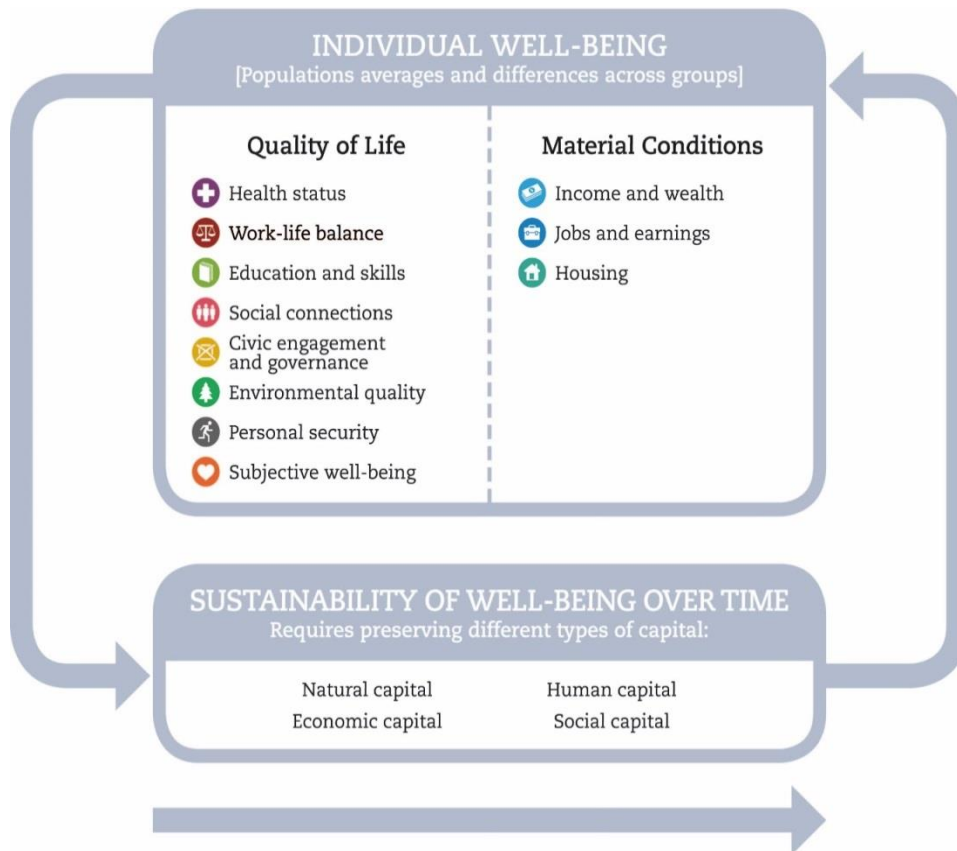 INDIVIDUAL WELL-BEING
[Populations averages and differences across groups]
Quality of Life
Health status
Work-life balance
Education and skills
Social connections
Civic engagement
and governance
Environmental quality
Personal security
Subjective well-being
Material Conditions
Income and wealth
Jobs and earnings
Housing
SUSTAINABILITY OF WELL-BEING OVER TIME
Requires preserving different types of capital:
Natural capital
Human capital
Economic capital
Social capital